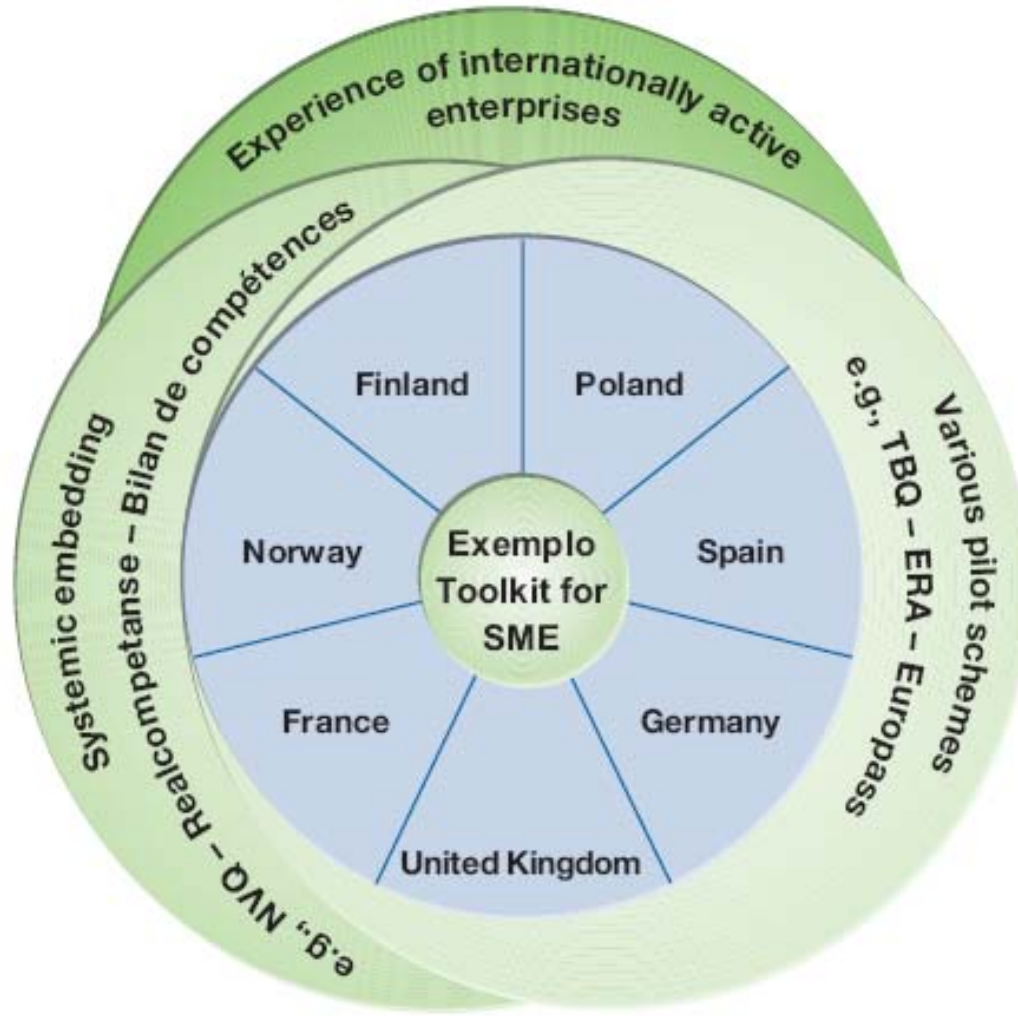 Experience of internationally active
enterprises
Systemic embedding
e.g., NVQ – Realcompetanse – Bilan de compétences
Various pilot schemes
e.g., TBQ – ERA – Europass
Finland
Poland
Norway
Spain
France
Germany
United Kingdom
Exemplo
Toolkit for
SME